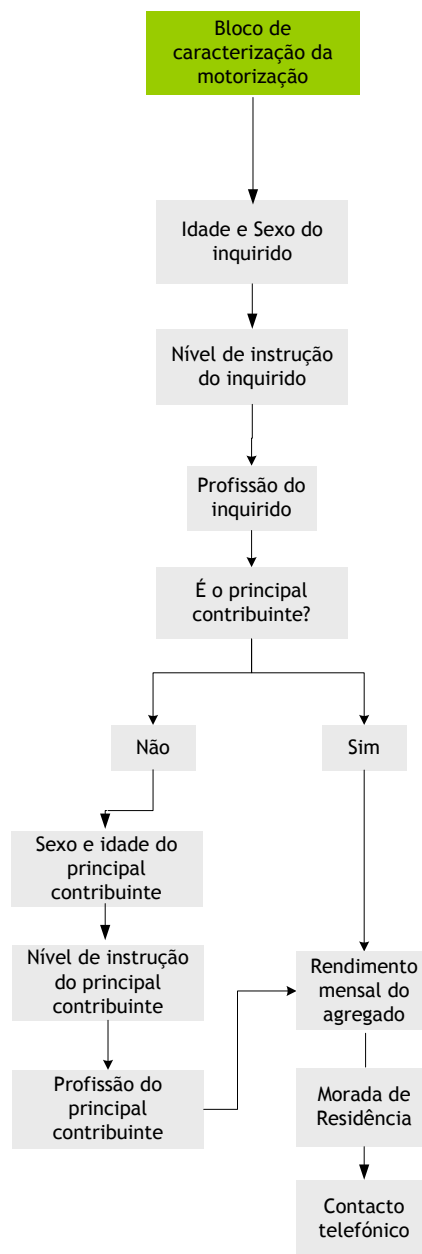 Bloco de
caracterização da
motorização
Idade e Sexo do
inquirido
Nível de instrução
do inquirido
Profissão do
inquirido
É o principal
contribuinte?
Não
Sim
Sexo e idade do
principal
contribuinte
Nível de instrução
do principal
contribuinte
Profissão do
principal
contribuinte
Rendimento
mensal do
agregado
Morada de
Residência
Contacto
telefónico